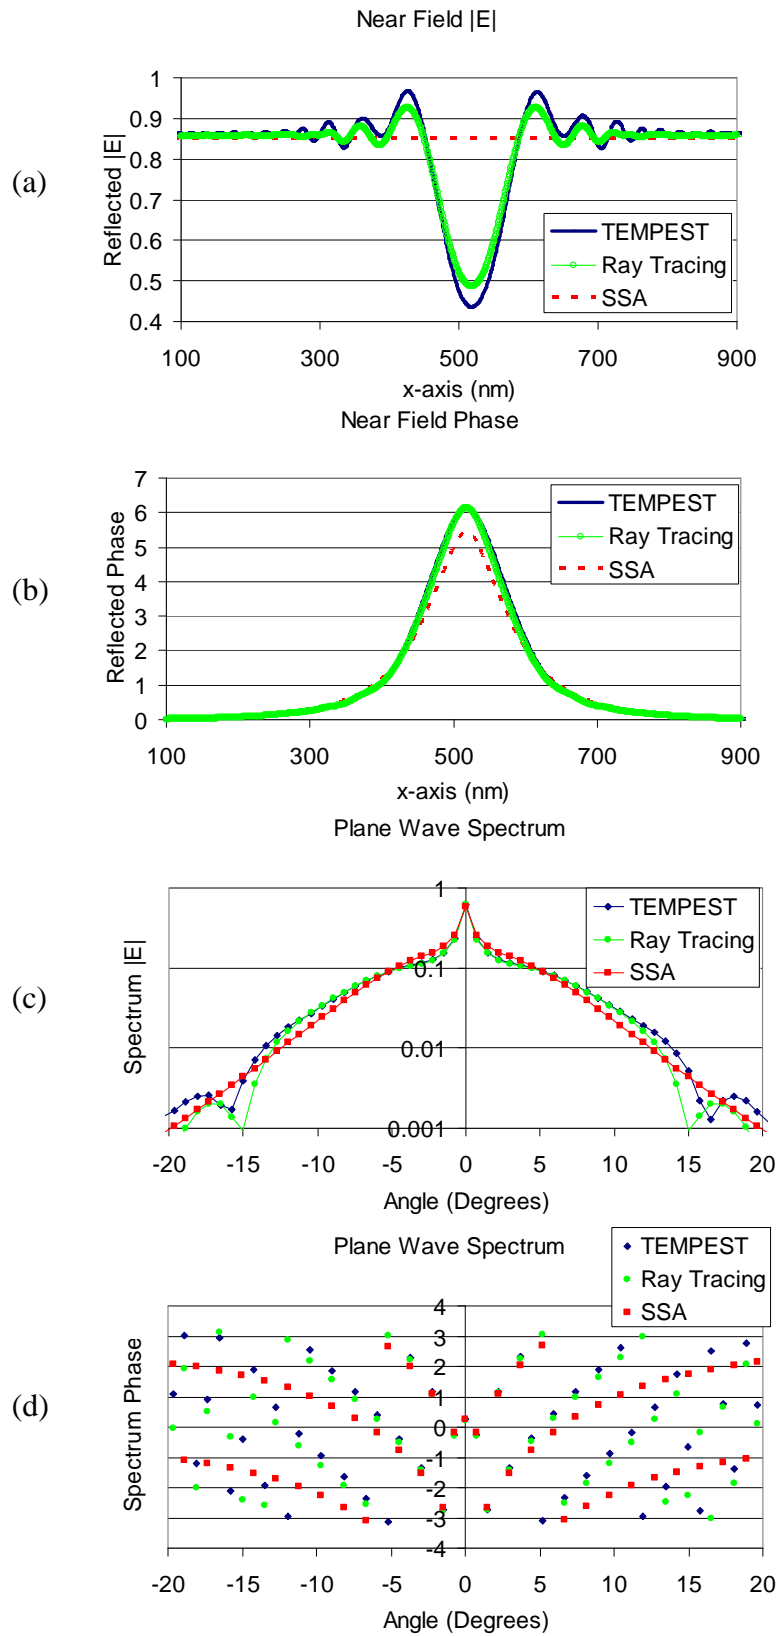 Near Field |E|
(a)
Reflected |E|
1
0.9
0.8
0.7
0.6
0.5
0.4
TEMPEST
Ray Tracing
SSA
100 300 500 700 900
x-axis (nm)
Near Field Phase
(b)
Reflected Phase
7
6
5
4
3
2
1
0
TEMPEST
Ray Tracing
SSA
100 300 500 700 900
x-axis (nm)
Plane Wave Spectrum
(c)
Spectrum |E|
1
0.1
0.01
0.001
TEMPEST
Ray Tracing
SSA
-20 -15 -10 -5 0 5 10 15 20
Angle (Degrees)
Plane Wave Spectrum
(d)
Spectrum Phase
TEMPEST
Ray Tracing
SSA
4
3
2
1
0
-1
-2
-3
-4
-20 -15 -10 -5 0 5 10 15 20
Angle (Degrees)